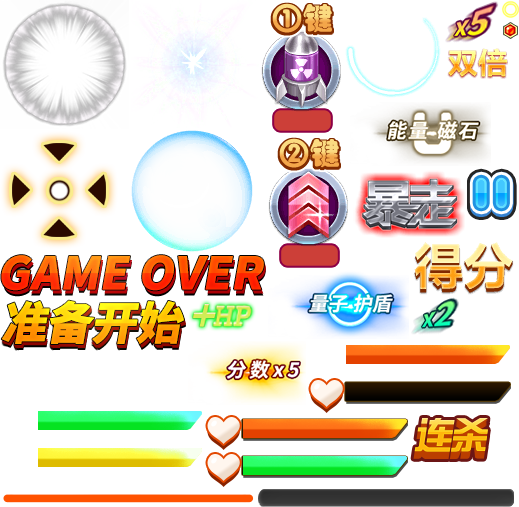 ①键
x5
双倍
能量-磁石
②键
暴走
得分
GAME OVER
准备开始
+HP
量子-护盾
x2
分数x5
连杀